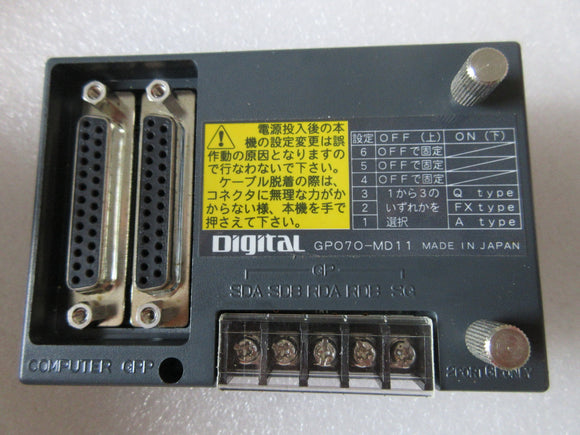 電源投入後の本
機の設定変更は誤
作動の原因となりますの
で行なわないで下さい。
ケーブル脱着の際は、
コネクタに無理な力がか
からない様、本機を手で
押さえて下さい。
設定 OFF(上) ON(下)
6 OFFで固定
5 OFFで固定
4 OFFで固定
3 1から3の Q type
2 いずれかを FX type
1 選択 A type
Digital GP070-MD11 MADE IN JAPAN
GP
SDA SDB RDA RDB SG
COMPUTER GPP